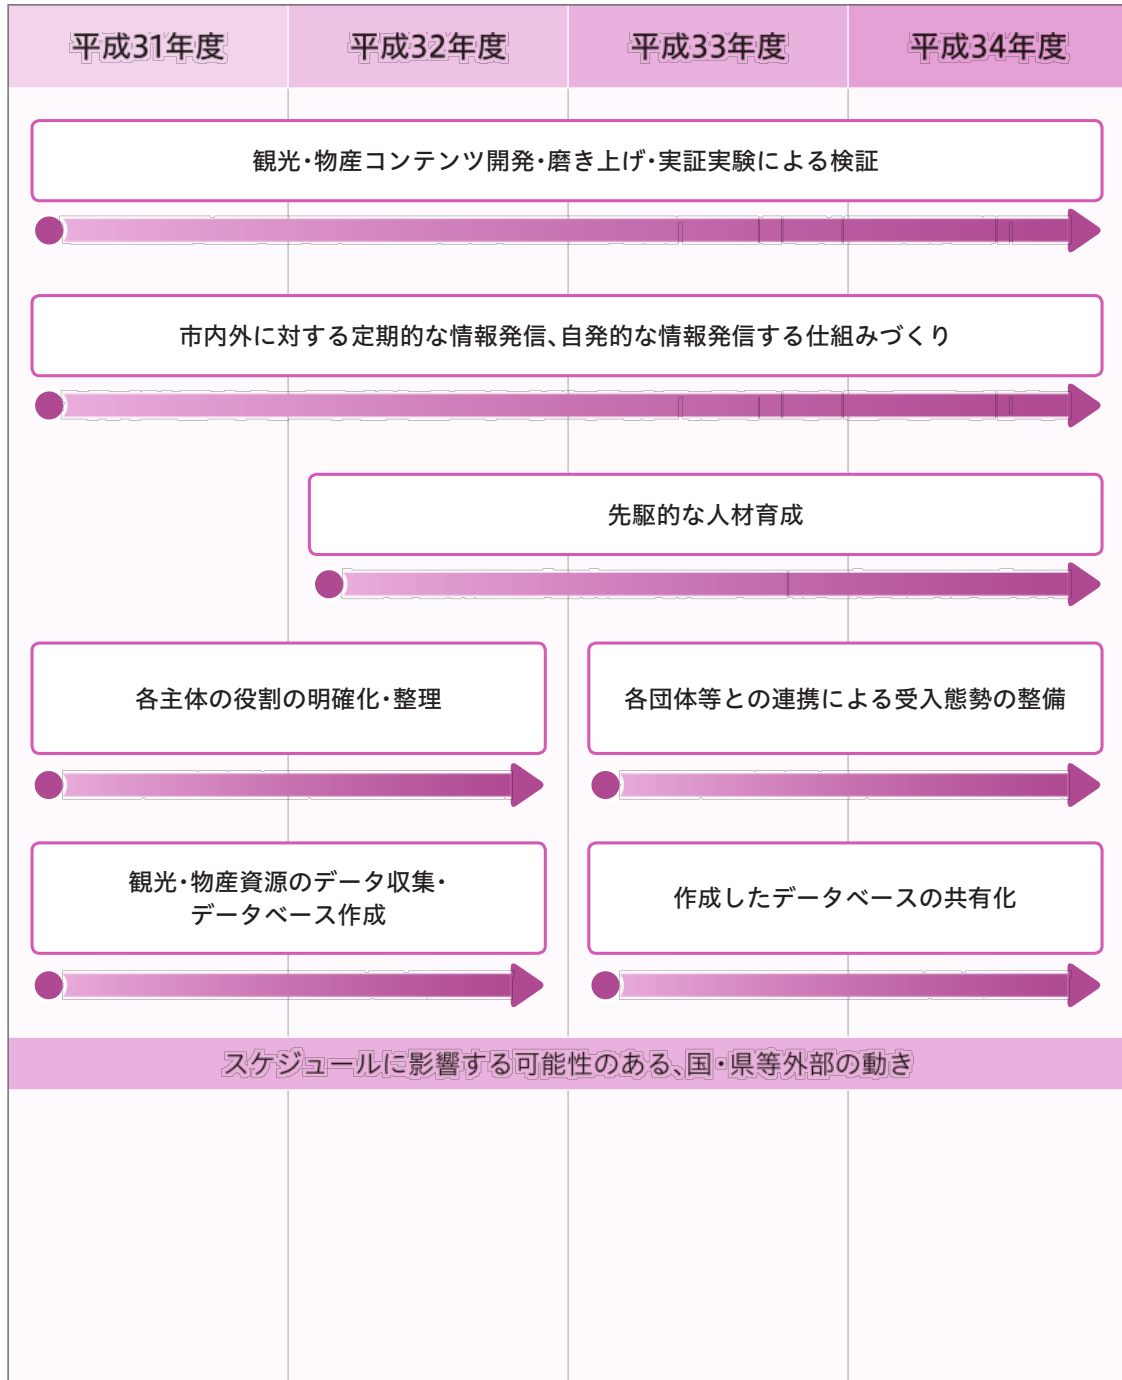 平成31年度
平成32年度
平成33年度
平成34年度
観光・物産コンテンツ開発・磨き上げ・実証実験による検証
市内外に対する定期的な情報発信、自発的な情報発信する仕組みづくり
先駆的な人材育成
各主体の役割の明確化・整理
各団体等との連携による受入態勢の整備
観光・物産資源のデータ収集・
データベース作成
作成したデータベースの共有化
スケジュールに影響する可能性のある、国・県等外部の動き